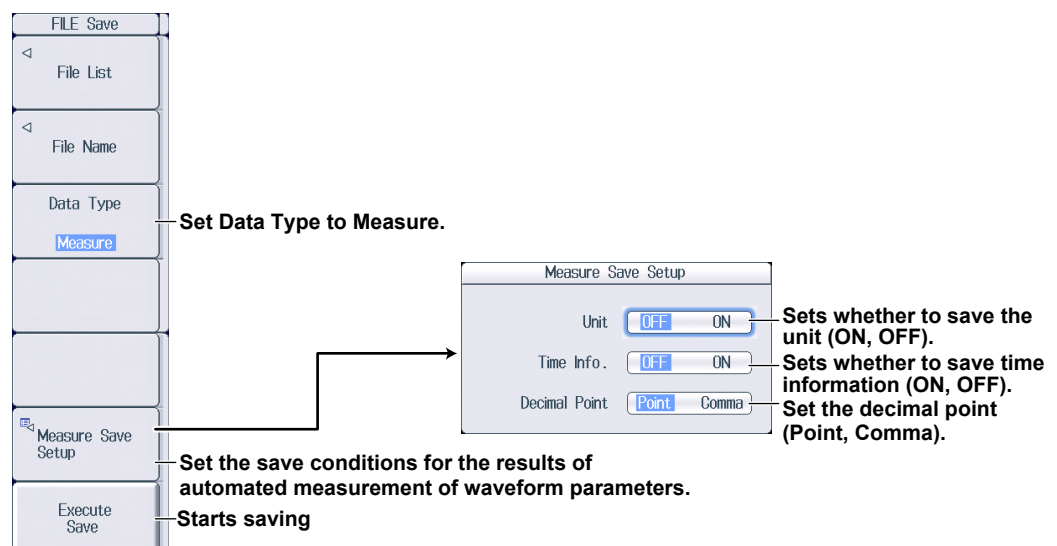 FILE Save
File List
File Name
Data Type
Measure
Set Data Type to Measure.
Measure Save Setup
Unit OFF ON
Sets whether to save the
unit (ON, OFF).
Time Info. OFF ON
Sets whether to save time
information (ON, OFF).
Decimal Point Point Comma
Set the decimal point
(Point, Comma).
Measure Save
Setup
Set the save conditions for the results of
automated measurement of waveform parameters.
Execute
Save
Starts saving